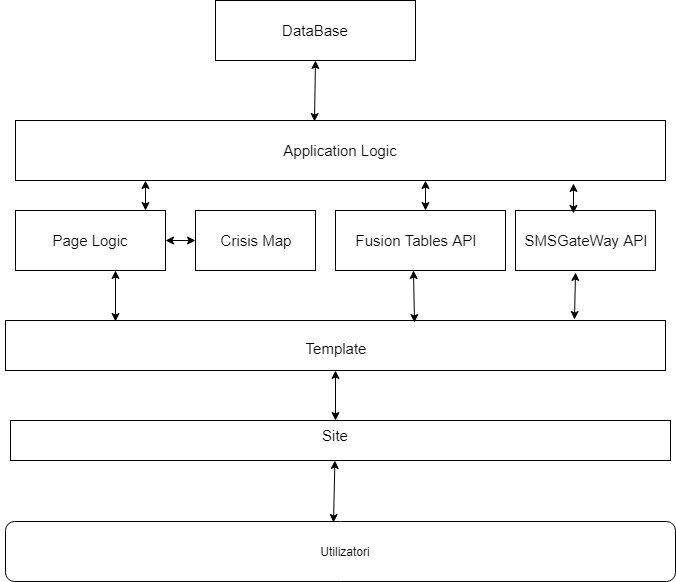 DataBase
Application Logic
Page Logic
Crisis Map
Fusion Tables API
SMSGateWay API
Template
Site
Utilizatori